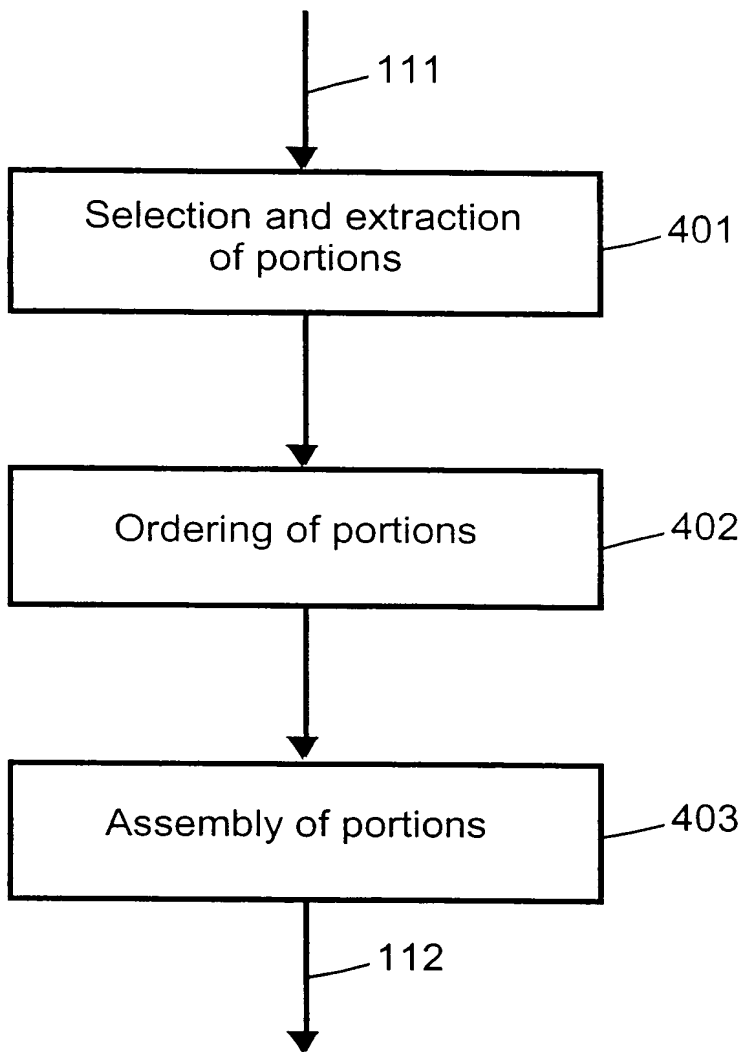 111
Selection and extraction
of portions
401
Ordering of portions
402
Assembly of portions
403
112